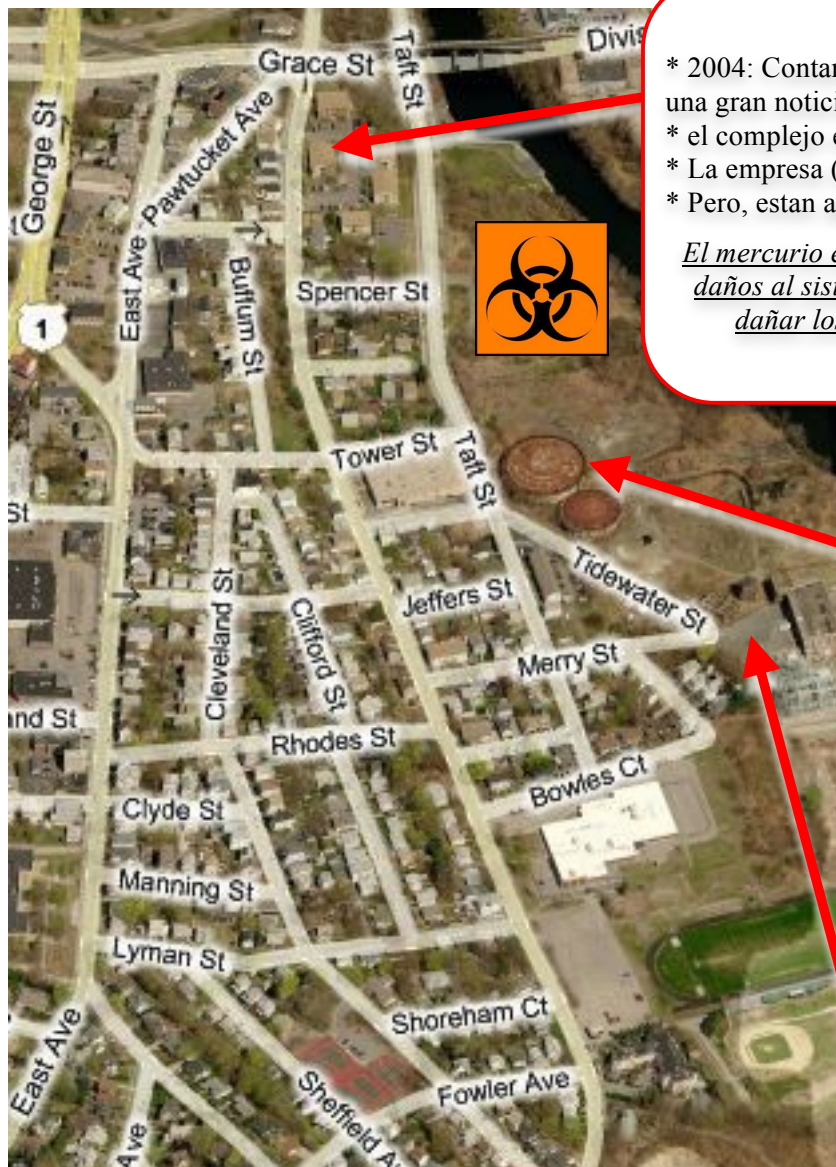 Divis
Grace St
Taft St
George St
Pawtucket Ave
East Ave
1
Buffum St
Spencer St
Tower St
Taft St
St
Tidewater St
Jeffers St
Cleveland St
Clifford St
Merry St
nd St
Rhodes St
Bowles Ct
Clyde St
Manning St
Lyman St
Shoreham Ct
East Ave
Fowler Ave
Sheffield Av
Ave
* 2004: Contar
una gran notici
* el complejo e
* La empresa (
* Pero, estan a
El mercurio e
daños al sist
dañar lo